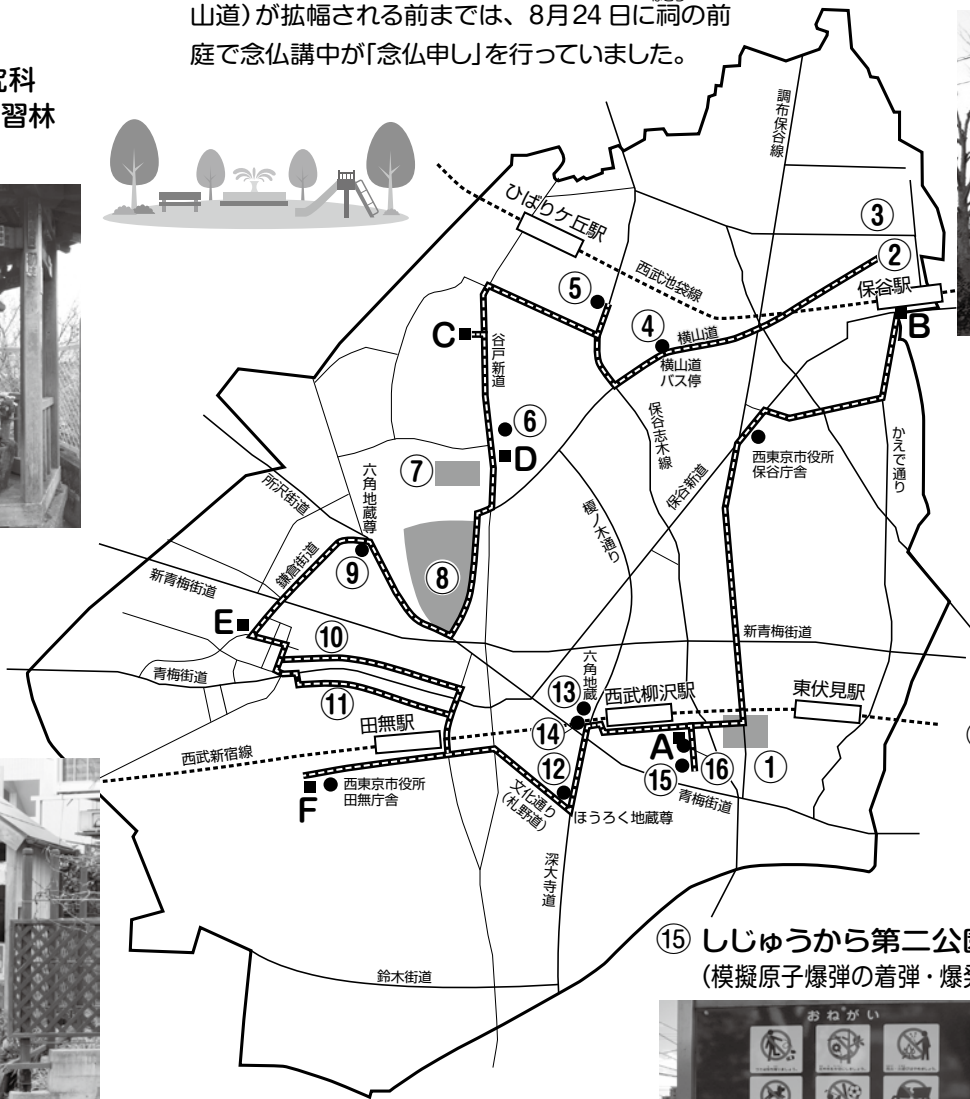 山道)が拡幅される前までは、8月24日に祠の前
庭で念仏講中が「念仏申し」を行っていました。
究科
習林
調布保谷線
ひばりケ丘駅
③
②
西武池袋線
保谷駅
⑤
④
横山道
B
C
谷戸新道
横山道
バス停
保谷志木線
⑥
D
西東京市役所
保谷庁舎
かえで通り
⑦
六角地蔵尊
保谷新道
所沢街道
榎ノ木通り
⑧
⑨
鎌倉街道
新青梅街道
E
⑩
新青梅街道
青梅街道
⑪
六角地蔵
⑬
西武柳沢駅
東伏見駅
田無駅
⑭
A
⑮
⑯
①
西武新宿線
⑫
青梅街道
F
西東京市役所
田無庁舎
文化通り
(札野道)
ほうろく地蔵尊
深大寺道
鈴木街道
⑮ しじゅうから第二公園
(模擬原子爆弾の着弾・爆発
おねがい